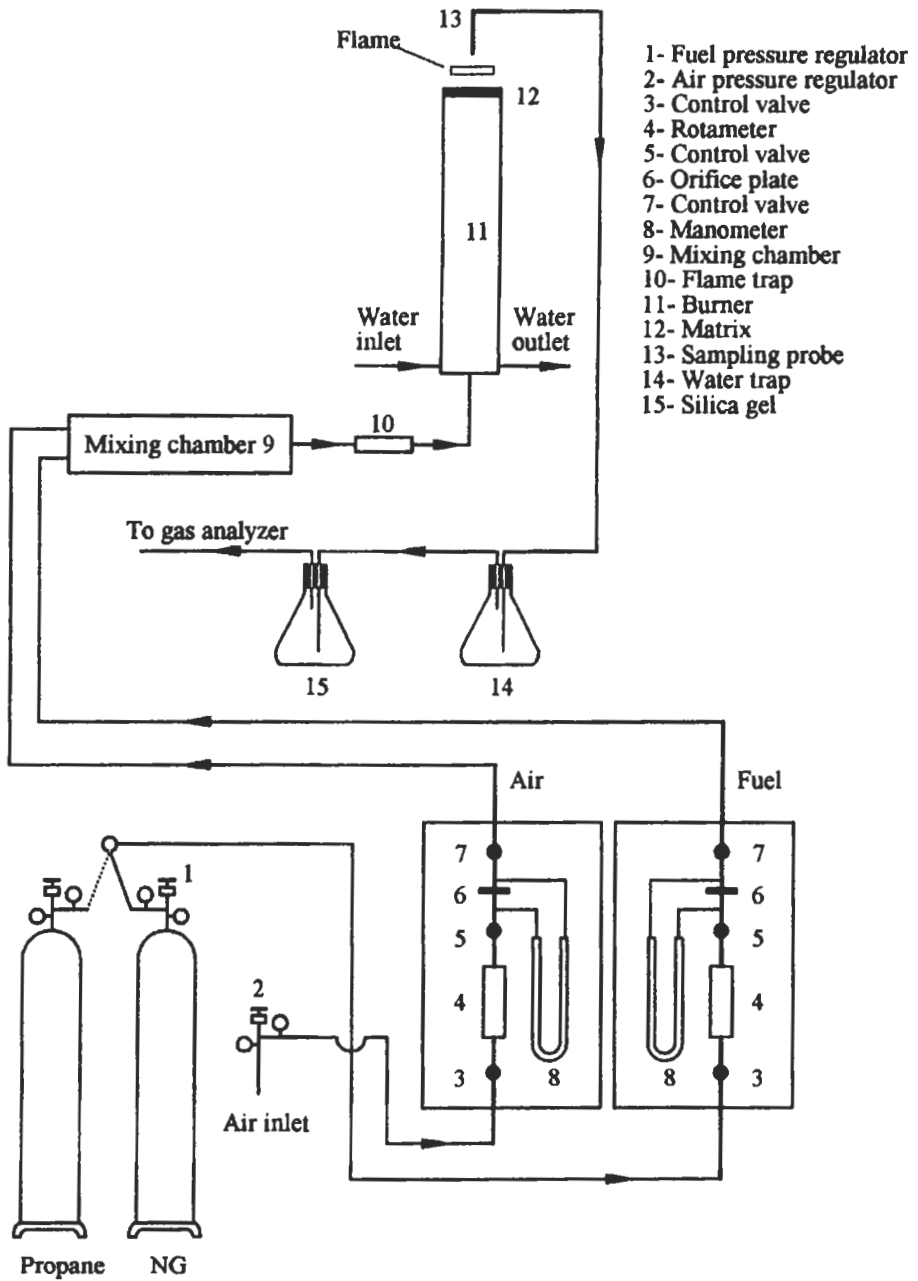 13
Flame
12
11
Water
inlet
Water
outlet
10
Mixing chamber 9
To gas analyzer
15
14
1- Fuel pressure regulator
2- Air pressure regulator
3- Control valve
4- Rotameter
5- Control valve
6- Orifice plate
7- Control valve
8- Manometer
9- Mixing chamber
10- Flame trap
11- Burner
12- Matrix
13- Sampling probe
14- Water trap
15- Silica gel
Air
Fuel
1
2
Air inlet
7
6
5
4
3
8
7
6
5
4
3
8
Propane
NG